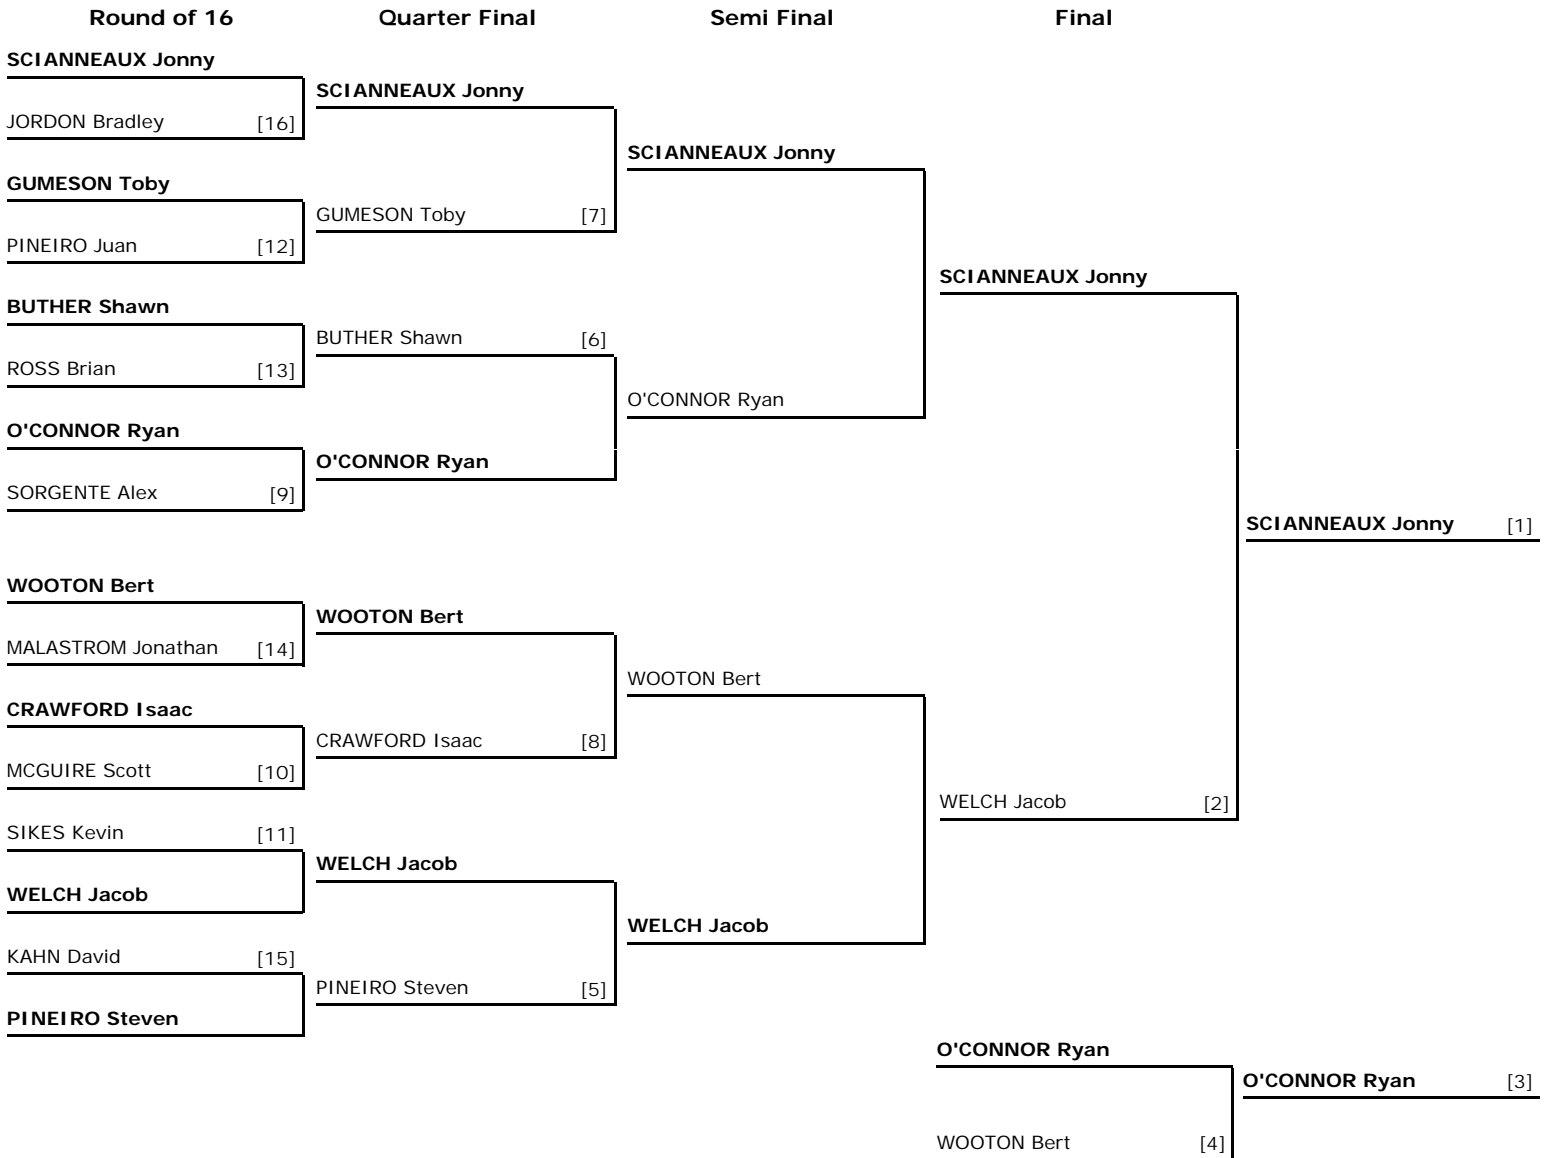 Round of 16 Quarter Final Semi Final Final
SCIANNEAUX Jonny
SCIANNEAUX Jonny
JORDON Bradley [16]
SCIANNEAUX Jonny
GUMESON Toby
GUMESON Toby [7]
PINEIRO Juan [12]
SCIANNEAUX Jonny
BUTHER Shawn
BUTHER Shawn [6]
ROSS Brian [13]
O'CONNOR Ryan
O'CONNOR Ryan
O'CONNOR Ryan
SORGENTE Alex [9]
SCIANNEAUX Jonny [1]
WOOTON Bert
WOOTON Bert
MALASTROM Jonathan [14]
WOOTON Bert
CRAWFORD Isaac
CRAWFORD Isaac [8]
MCGUIRE Scott [10]
WELCH Jacob [2]
SIKES Kevin [11]
WELCH Jacob
WELCH Jacob
WELCH Jacob
KAHN David [15]
PINEIRO Steven [5]
PINEIRO Steven
O'CONNOR Ryan
O'CONNOR Ryan [3]
WOOTON Bert [4]